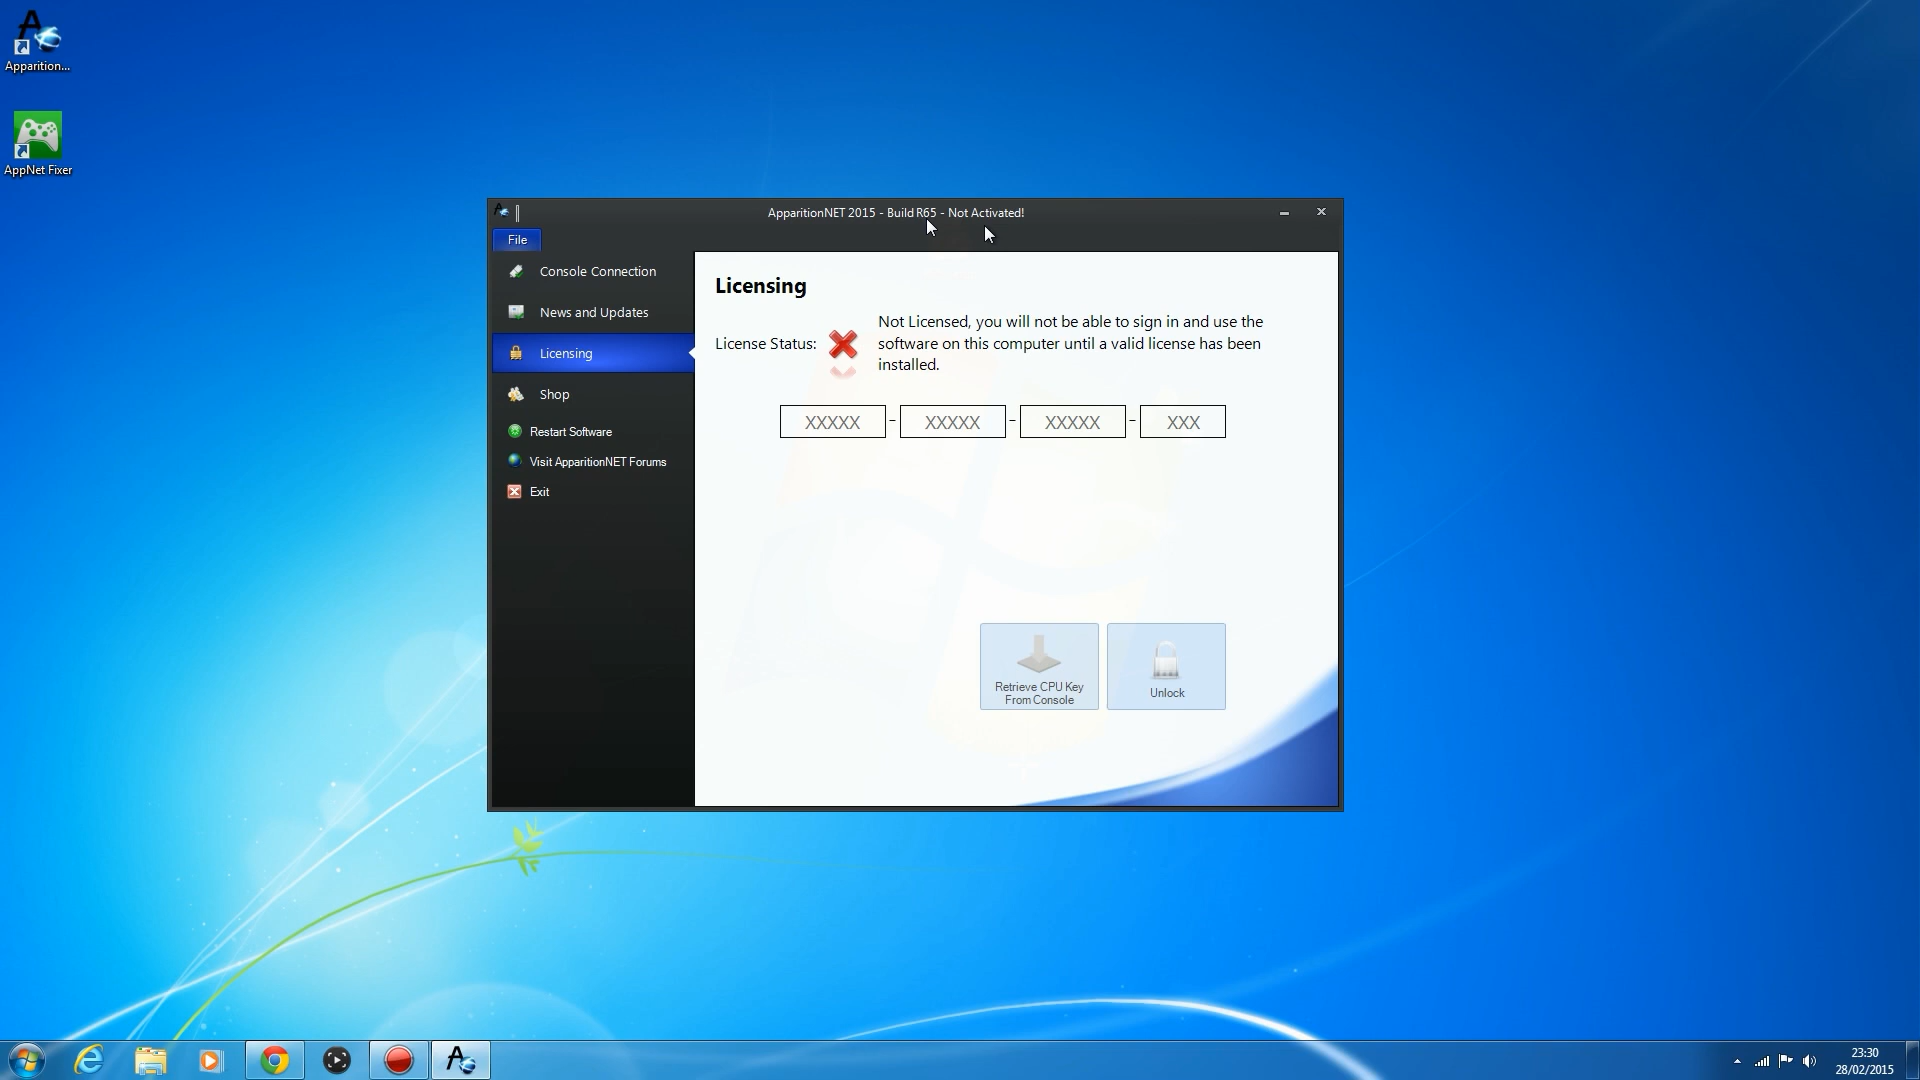 Apparition...
AppNet Fixer
ApparitionNET 2015 - Build R65 - Not Activated!
File
Console Connection
News and Updates
Licensing
Shop
Restart Software
Visit ApparitionNET Forums
Exit
Licensing
License Status:
Not Licensed, you will not be able to sign in and use the
software on this computer until a valid license has been
installed.
XXXXX - XXXXX - XXXXX - XXX
Retrieve CPU Key
From Console
Unlock
23:30
28/02/2015